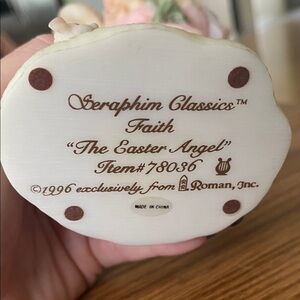 Seraphim Classics™
Faith
"The Easter Angel"
Item#78036
©1996 exclusively from Roman, Inc.
MADE IN CHINA